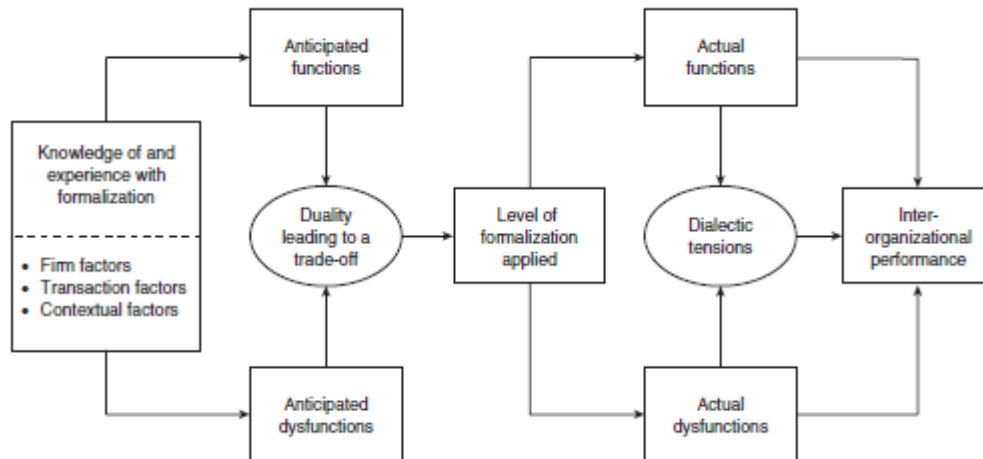 Anticipated
functions
Actual
functions
Knowledge of and
experience with
formalization
• Firm factors
• Transaction factors
• Contextual factors
Duality
leading to a
trade-off
Level of
formalization
applied
Dialectic
tensions
Inter-
organizational
performance
Anticipated
dysfunctions
Actual
dysfunctions